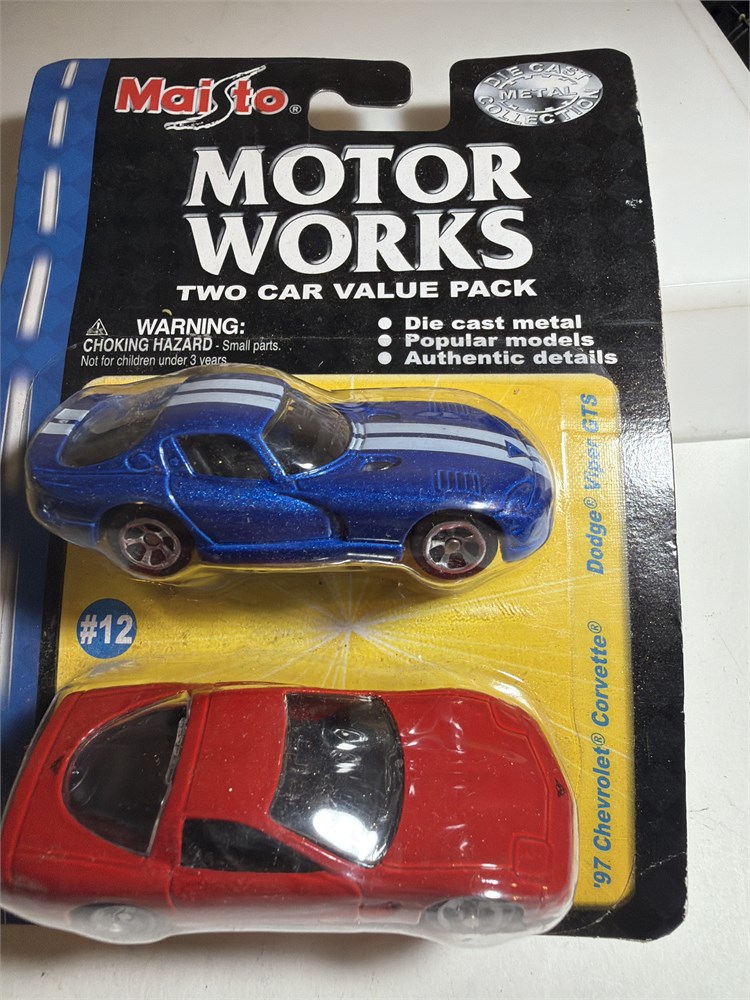 Maisto®
DIE CAST
METAL
COLLECTION
MOTOR
WORKS
TWO CAR VALUE PACK
WARNING:
CHOKING HAZARD - Small parts.
Not for children under 3 years.
• Die cast metal
• Popular models
• Authentic details
#12
Dodge® Viper GTS
'97 Chevrolet® Corvette®